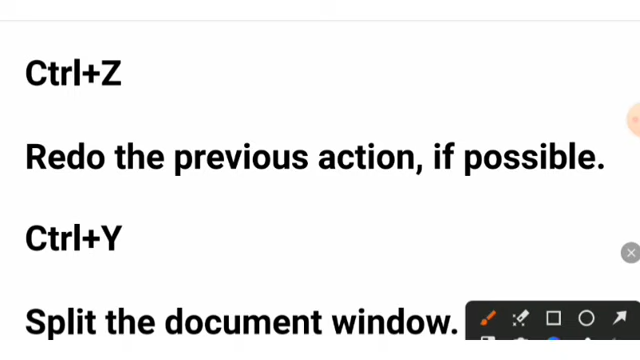 Ctrl+Z
Redo the previous action, if possible.
Ctrl+Y
Split the document window.